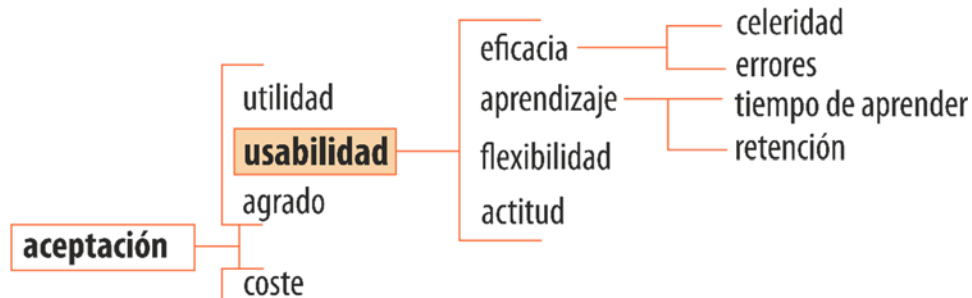 celeridad
eficacia
errores
utilidad
aprendizaje
tiempo de aprender
usabilidad
flexibilidad
retención
agrado
actitud
aceptación
coste